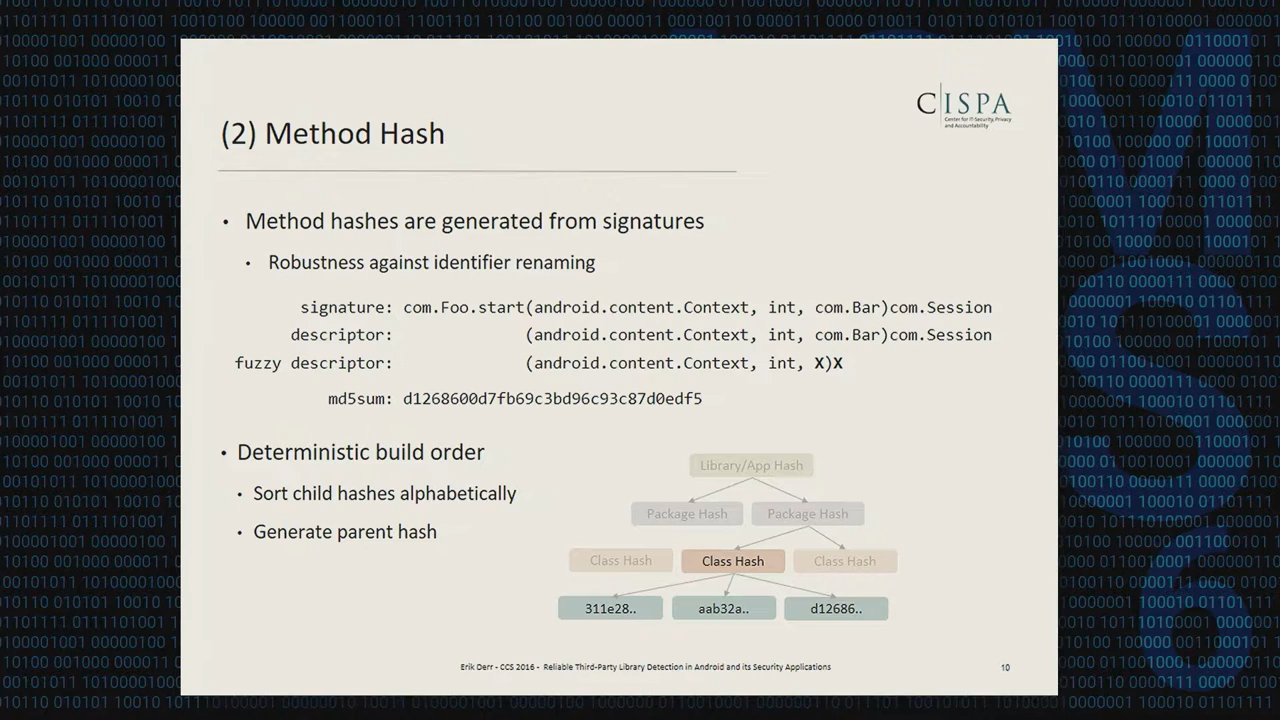 CISPA
Center for IT-Security, Privacy
and Accountability
(2) Method Hash
• Method hashes are generated from signatures
• Robustness against identifier renaming
signature: com.Foo.start(android.content.Context, int, com.Bar)com.Session
descriptor: (android.content.Context, int, com.Bar)com.Session
fuzzy descriptor: (android.content.Context, int, X)X
md5sum: d1268600d7fb69c3bd96c93c87d0edf5
• Deterministic build order
• Sort child hashes alphabetically
• Generate parent hash
Library/App Hash
Package Hash Package Hash
Class Hash Class Hash Class Hash
311e28.. aab32a.. d12686..
Erik Derr - CCS 2016 - Reliable Third-Party Library Detection in Android and its Security Applications 10